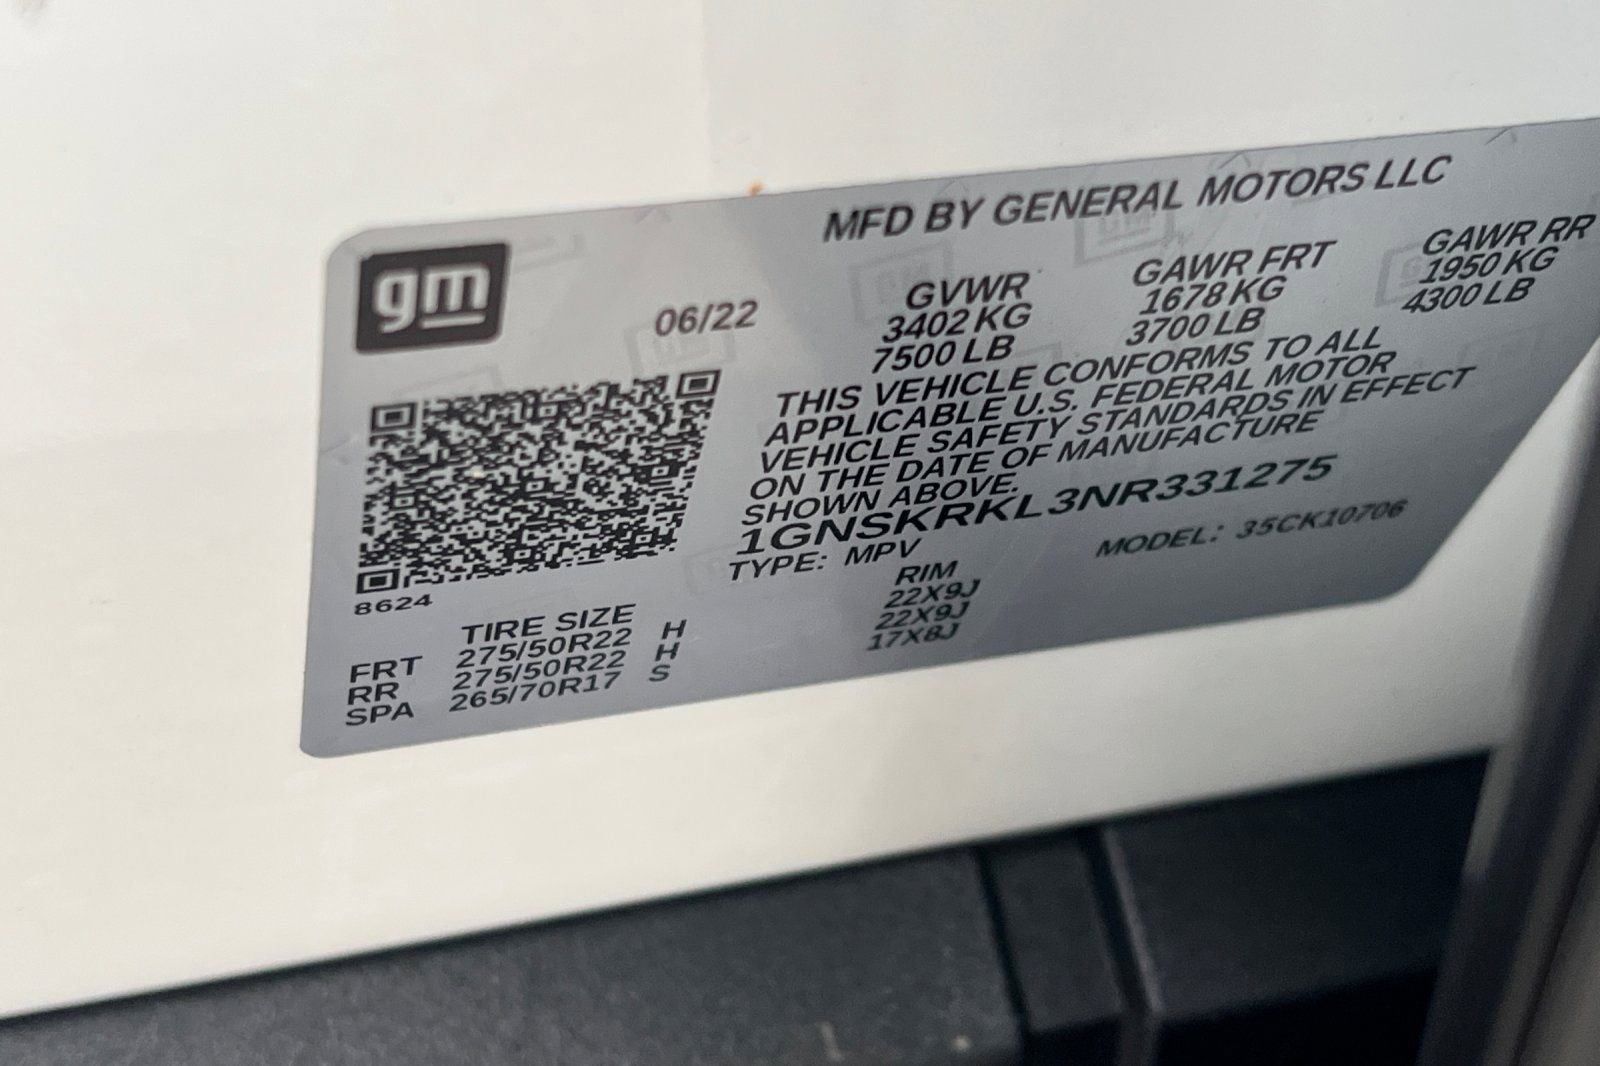 gm
MFD BY GENERAL MOTORS LLC
06/22
GVWR GAWR FRT GAWR RR
3402 KG 1678 KG 1950 KG
7500 LB 3700 LB 4300 LB
THIS VEHICLE CONFORMS TO ALL
APPLICABLE U.S. FEDERAL MOTOR
VEHICLE SAFETY STANDARDS IN EFFECT
ON THE DATE OF MANUFACTURE
SHOWN ABOVE.
1GNSKRKL3NR331275
TYPE: MPV MODEL: 35CK10706
8624
TIRE SIZE RIM
FRT 275/50R22 H 22X9J
RR 275/50R22 H 22X9J
SPA 265/70R17 S 17X8J